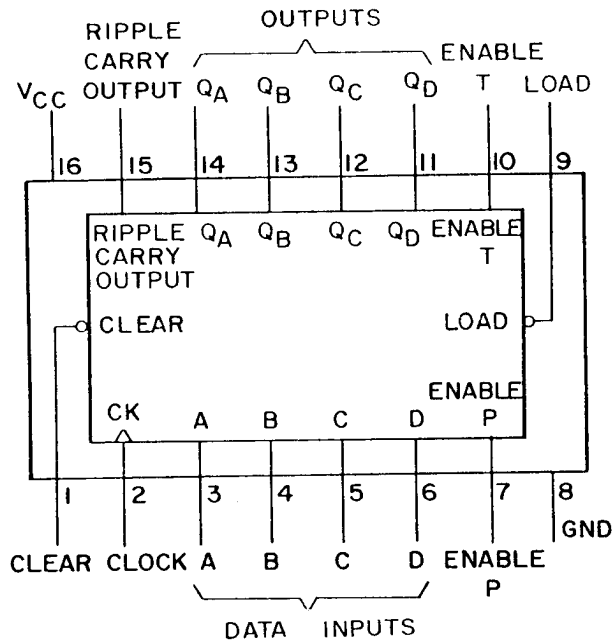 RIPPLE OUTPUTS ENABLE
CARRY
VCC OUTPUT QA QB QC QD T LOAD
16 15 14 13 12 11 10 9
RIPPLE QA QB QC QD ENABLE
CARRY T
OUTPUT
CLEAR LOAD
ENABLE
CK A B C D P
1 2 3 4 5 6 7 8
GND
CLEAR CLOCK A B C D ENABLE
P
DATA INPUTS